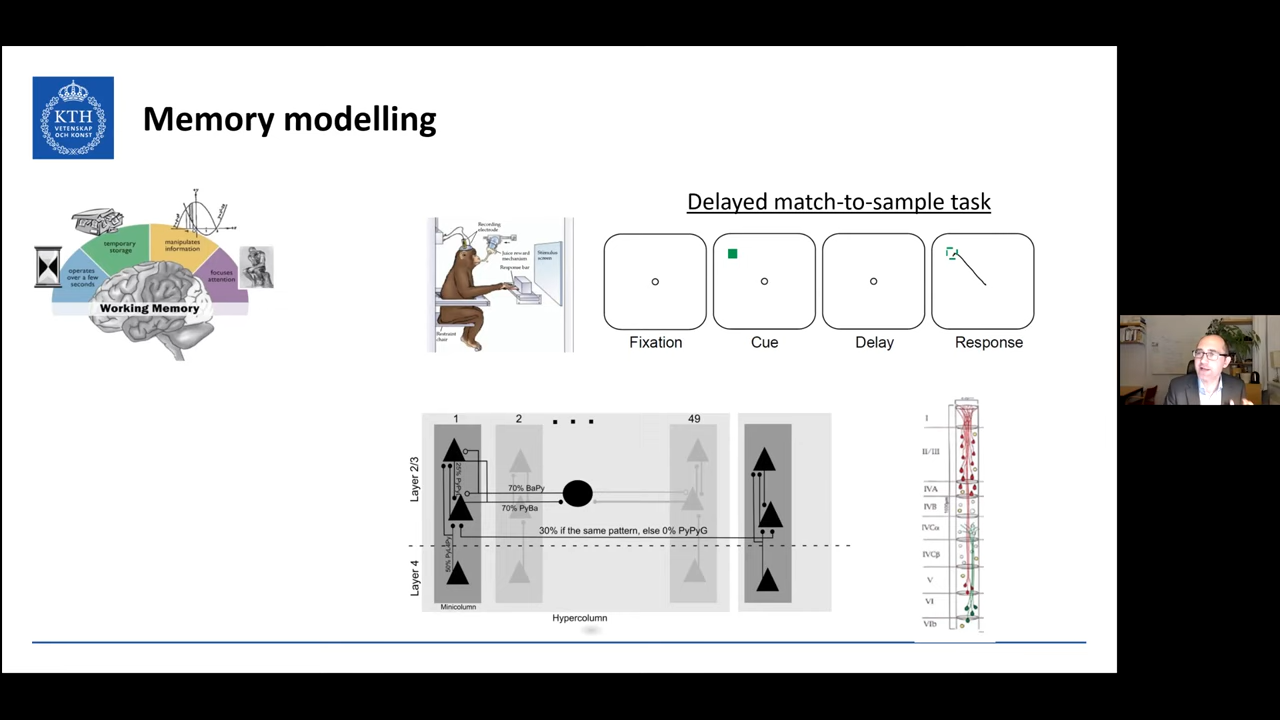 KTH
VETENSKAP
OCH KONST
Memory modelling
operates
over a few
seconds
temporary
storage
manipulates
information
focuses
attention
Working Memory
Recording
electrode
Juice reward
mechanism
Response bar
Stimulus
screen
Restraint
chair
Delayed match-to-sample task
Fixation
Cue
Delay
Response
1
2
49
Layer 2/3
Layer 4
70% BaPy
70% PyBa
30% if the same pattern, else 0% PyPyG
Minicolumn
Hypercolumn
I
II/III
IVA
IVB
IVCα
IVCβ
V
VI
VIb